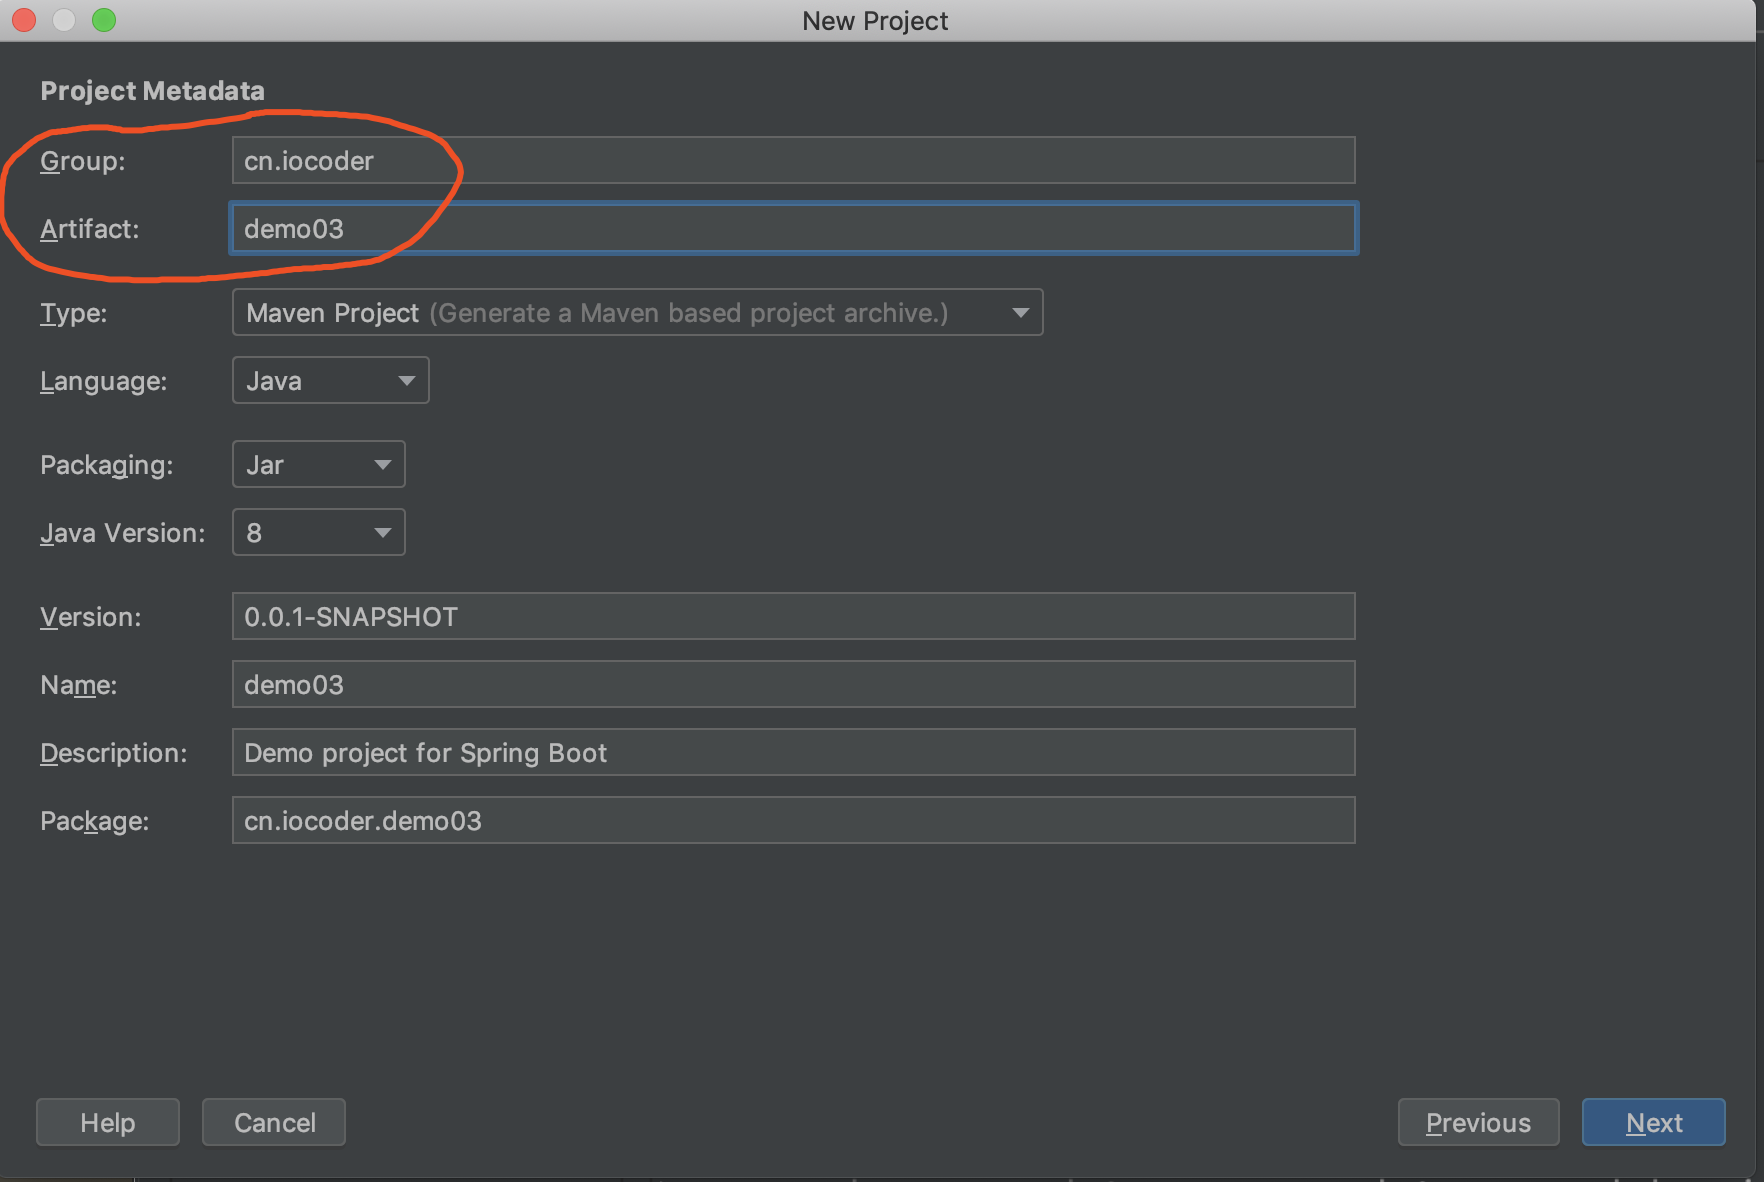 New Project
Project Metadata
Group: cn.iocoder
Artifact: demo03
Type: Maven Project (Generate a Maven based project archive.)
Language: Java
Packaging: Jar
Java Version: 8
Version: 0.0.1-SNAPSHOT
Name: demo03
Description: Demo project for Spring Boot
Package: cn.iocoder.demo03
Help Cancel Previous Next